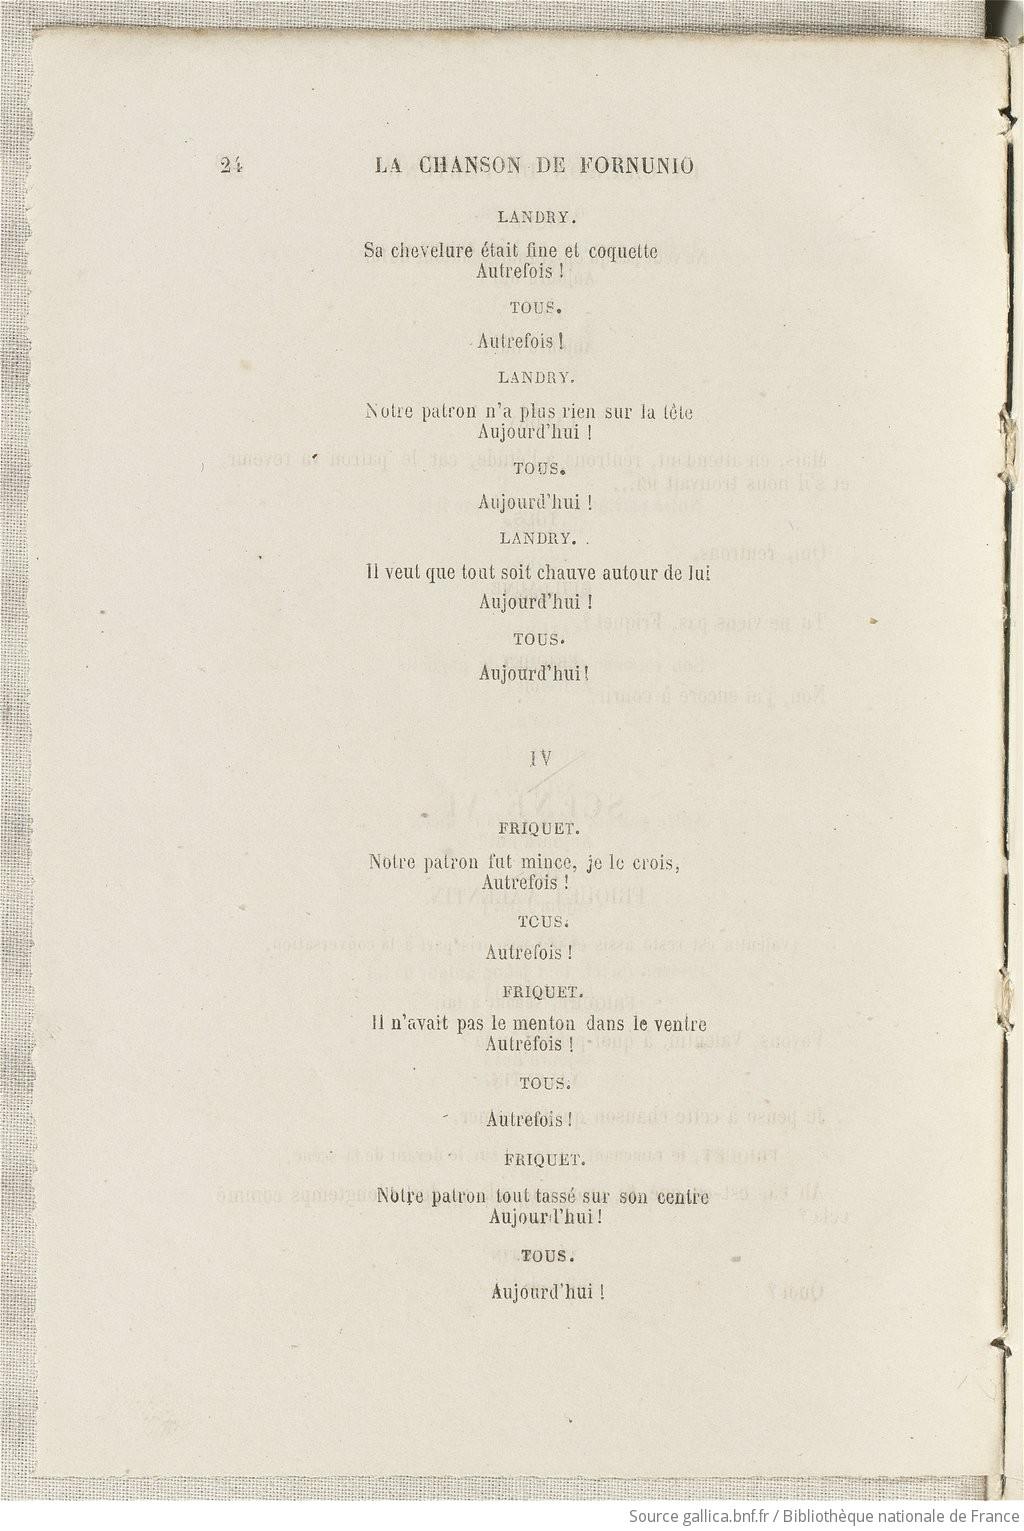 24 LA CHANSON DE FORNUNIO
LANDRY.
Sa chevelure était fine et coquette
Autrefois !
TOUS.
Autrefois !
LANDRY.
Notre patron n'a plus rien sur la tête
Aujourd'hui !
TOUS.
Aujourd'hui !
LANDRY.
Il veut que tout soit chauve autour de lui
Aujourd'hui !
TOUS.
Aujourd'hui !
IV
FRIQUET.
Notre patron fut mince, je le crois,
Autrefois !
TOUS.
Autrefois !
FRIQUET.
Il n'avait pas le menton dans le ventre
Autrefois !
TOUS.
Autrefois !
FRIQUET.
Notre patron tout tassé sur son centre
Aujourd'hui !
TOUS.
Aujourd'hui !
Source gallica.bnf.fr / Bibliothèque nationale de France